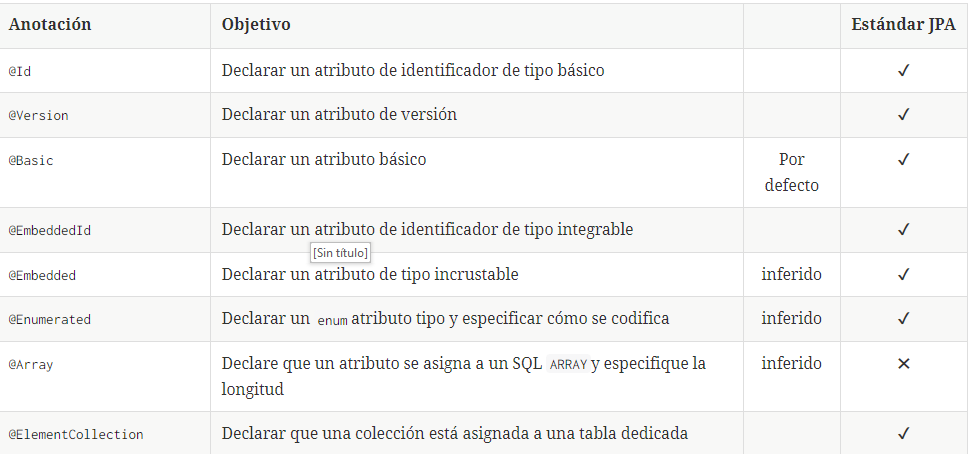 Anotación Objetivo Estándar JPA
@Id Declarar un atributo de identificador de tipo básico ✓
@Version Declarar un atributo de versión ✓
@Basic Declarar un atributo básico Por ✓
defecto
@EmbeddedId Declarar un atributo de identificador de tipo integrable ✓
[Sin título]
@Embedded Declarar un atributo de tipo incrustable inferido ✓
@Enumerated Declarar un enum atributo tipo y especificar cómo se codifica inferido ✓
@Array Declare que un atributo se asigna a un SQL ARRAY y especifique la inferido ✕
longitud
@ElementCollection Declarar que una colección está asignada a una tabla dedicada ✓